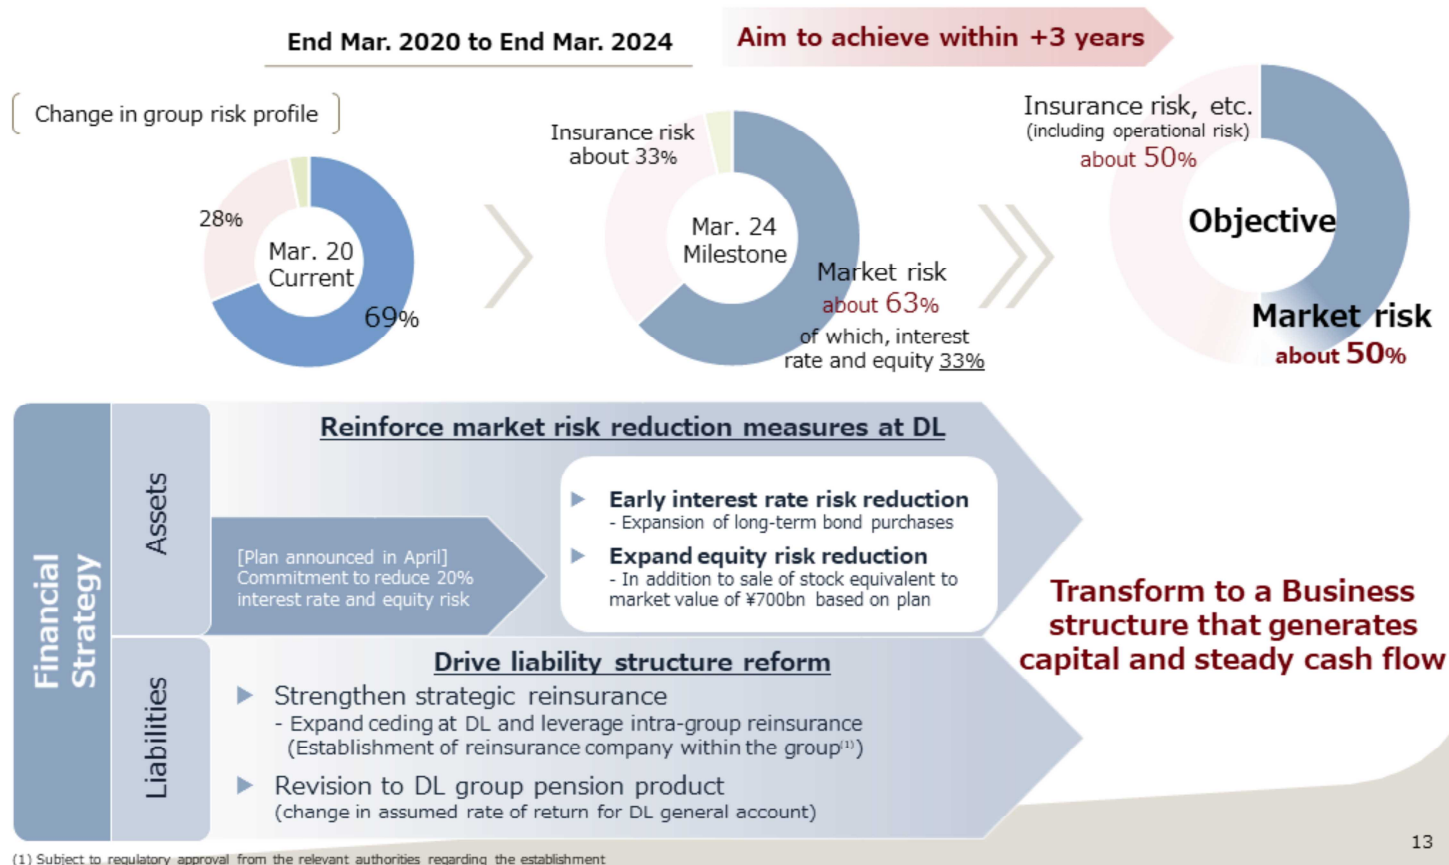 End Mar. 2020 to End Mar. 2024
Aim to achieve within +3 years
Change in group risk profile
28%
Mar. 20
Current
69%
Insurance risk
about 33%
Mar. 24
Milestone
Market risk
about 63%
of which, interest
rate and equity 33%
Insurance risk, etc.
(including operational risk)
about 50%
Objective
Market risk
about 50%
Financial
Strategy
Assets
Reinforce market risk reduction measures at DL
[Plan announced in April]
Commitment to reduce 20%
interest rate and equity risk
▶ Early interest rate risk reduction
- Expansion of long-term bond purchases
▶ Expand equity risk reduction
- In addition to sale of stock equivalent to
market value of ¥700bn based on plan
Liabilities
Drive liability structure reform
▶ Strengthen strategic reinsurance
- Expand ceding at DL and leverage intra-group reinsurance
(Establishment of reinsurance company within the group(1))
▶ Revision to DL group pension product
(change in assumed rate of return for DL general account)
Transform to a Business
structure that generates
capital and steady cash flow
(1) Subject to regulatory approval from the relevant authorities regarding the establishment
13